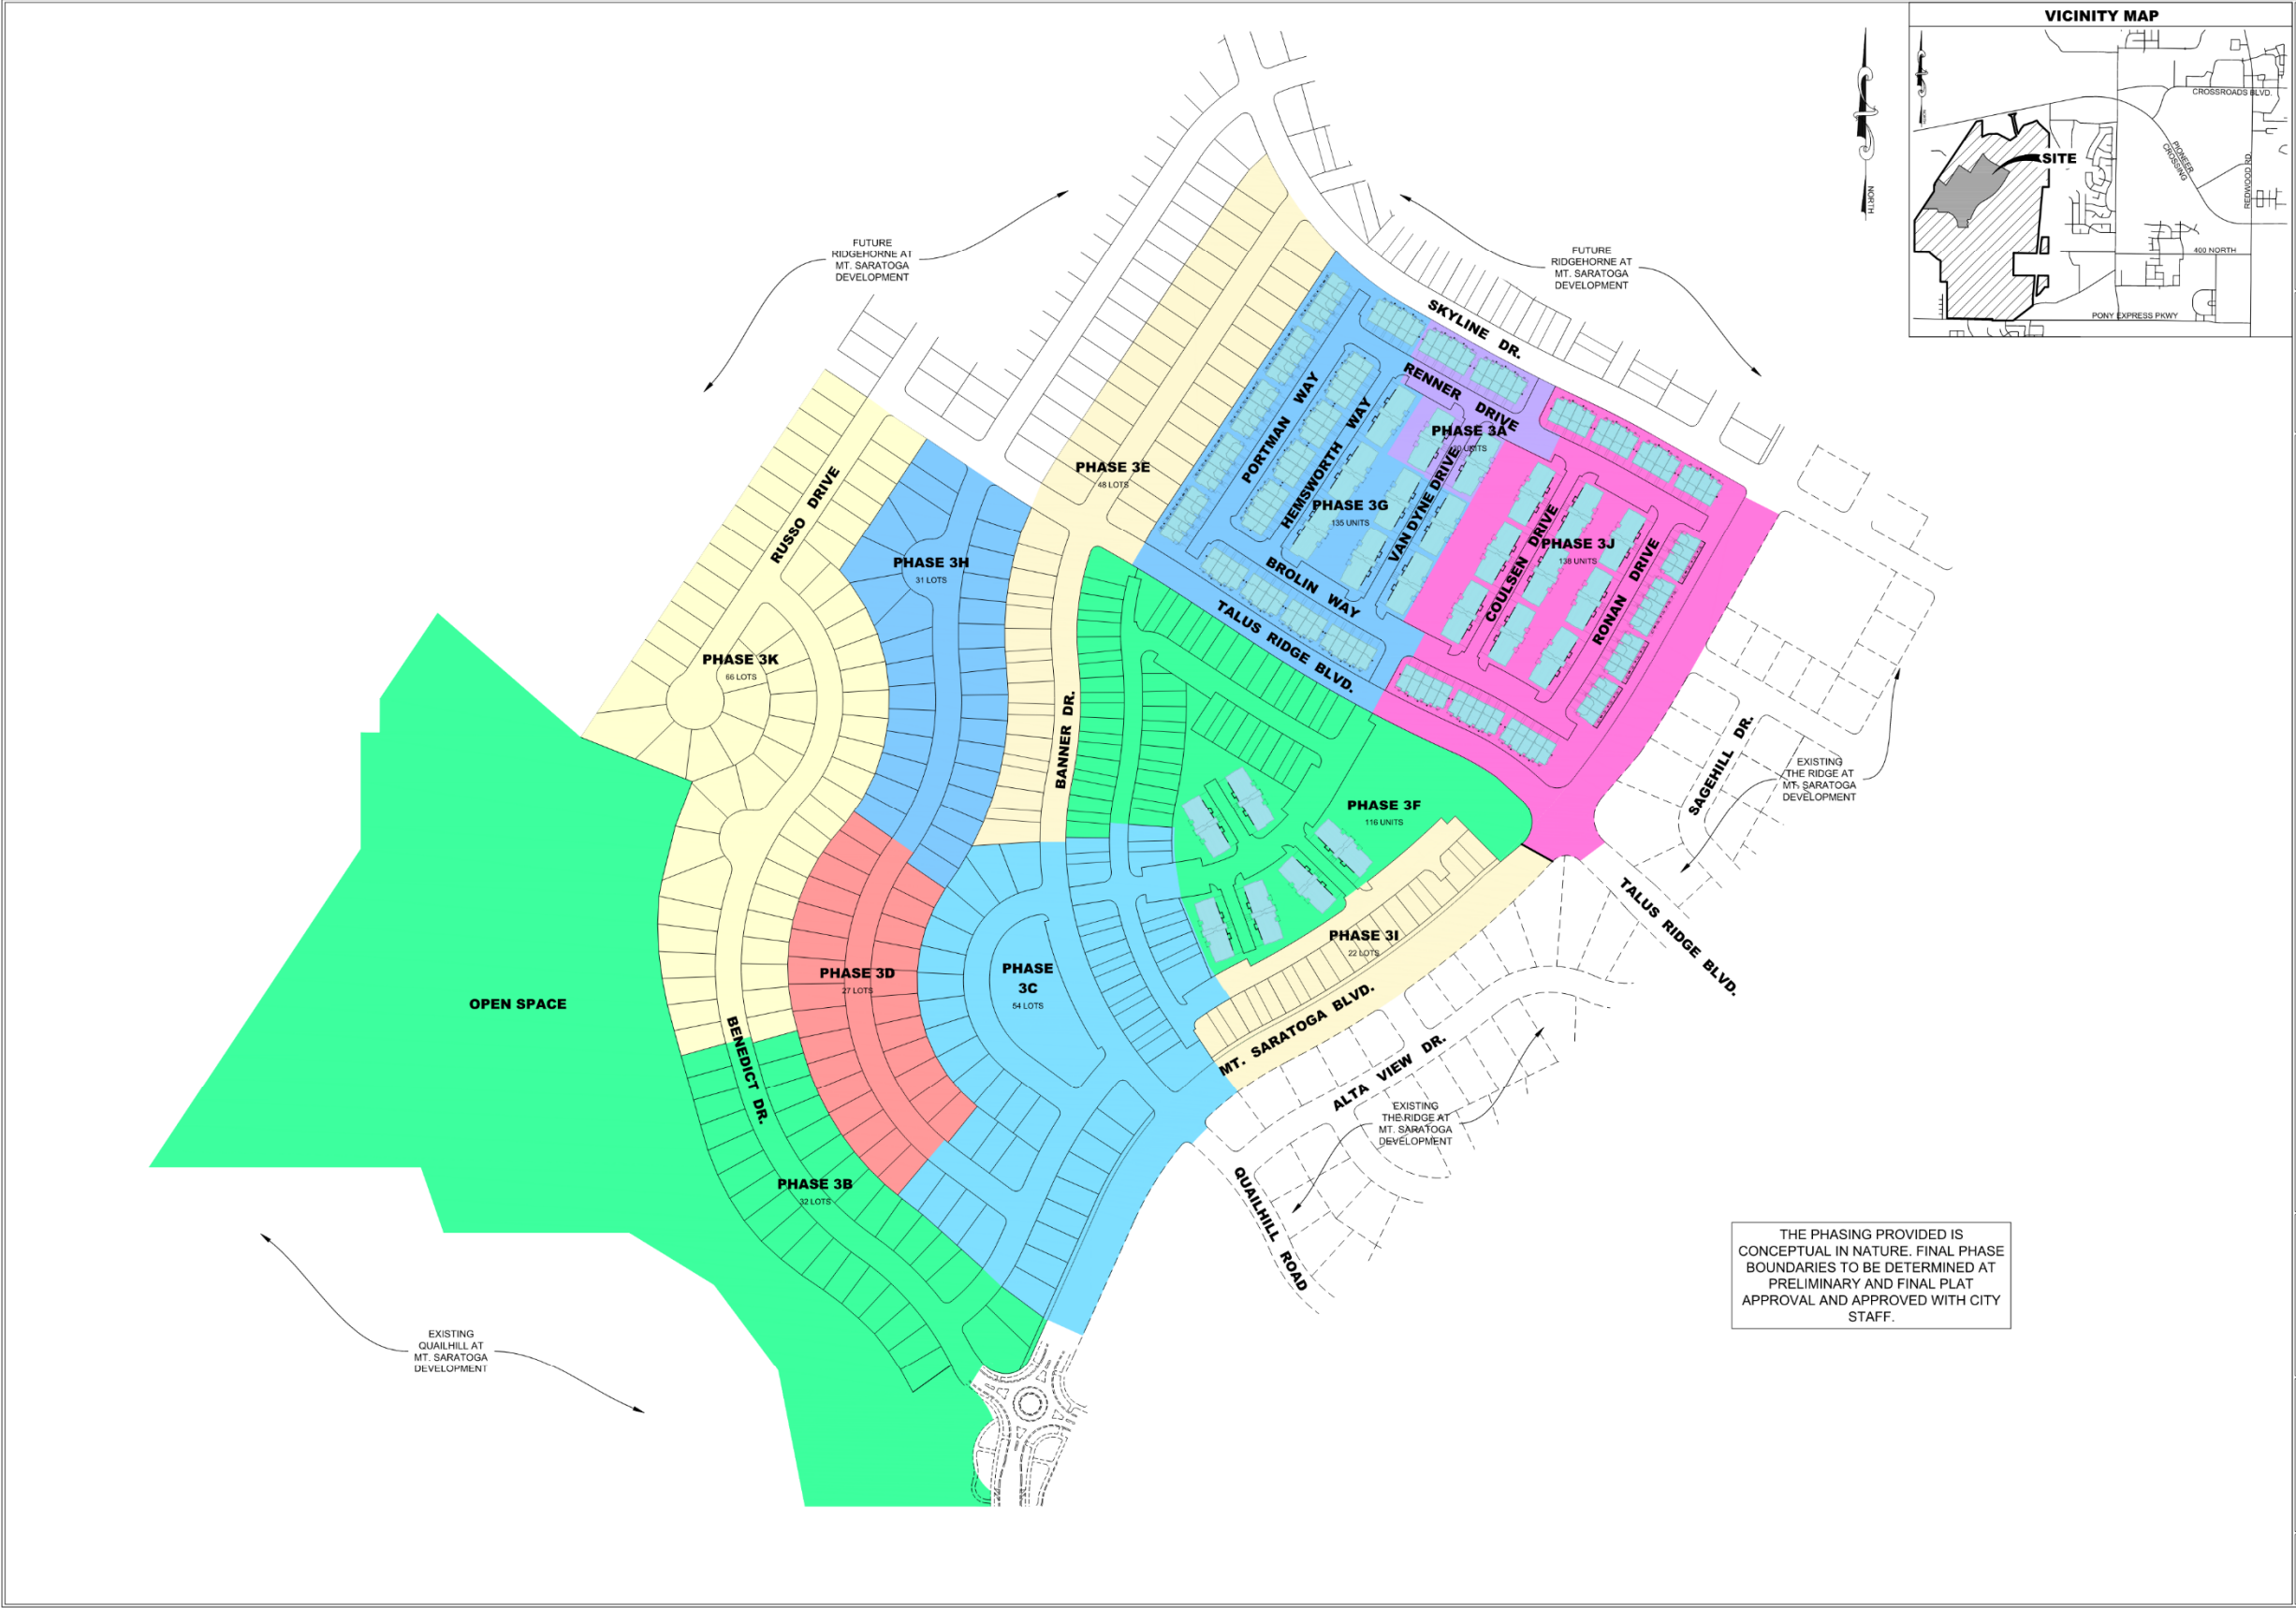 VICINITY MAP
CROSSROADS BLVD.
PIONEER
CROSSING
REDWOOD RD.
SITE
400 NORTH
PONY EXPRESS PKWY
NORTH
FUTURE
RIDGEHORNE AT
MT. SARATOGA
DEVELOPMENT
FUTURE
RIDGEHORNE AT
MT. SARATOGA
DEVELOPMENT
SKYLINE DR.
RENNER DRIVE
PORTMAN WAY
HEMSWORTH WAY
PHASE 3A
UNITS
PHASE 3E
48 LOTS
RUSSO DRIVE
PHASE 3G
135 UNITS
VAN DYNE DRIVE
COULSEN DRIVE
PHASE 3J
138 UNITS
RONAN DRIVE
PHASE 3H
31 LOTS
BROLIN WAY
TALUS RIDGE BLVD.
PHASE 3K
66 LOTS
BANNER DR.
SAGEHILL DR.
EXISTING
THE RIDGE AT
MT. SARATOGA
DEVELOPMENT
PHASE 3F
116 UNITS
TALUS RIDGE BLVD.
PHASE 3I
22 LOTS
PHASE 3D
27 LOTS
PHASE
3C
54 LOTS
OPEN SPACE
MT. SARATOGA BLVD.
BENEDICT DR.
ALTA VIEW DR.
EXISTING
THE RIDGE AT
MT. SARATOGA
DEVELOPMENT
PHASE 3B
32 LOTS
QUAILHILL ROAD
THE PHASING PROVIDED IS
CONCEPTUAL IN NATURE. FINAL PHASE
BOUNDARIES TO BE DETERMINED AT
PRELIMINARY AND FINAL PLAT
APPROVAL AND APPROVED WITH CITY
STAFF.
EXISTING
QUAILHILL AT
MT. SARATOGA
DEVELOPMENT